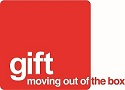 gift
moving out of the box